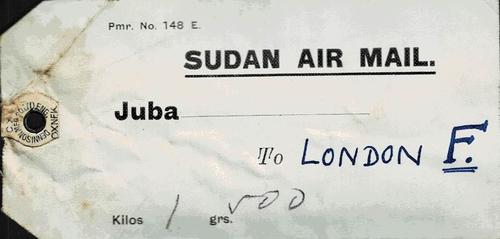 Pmr. No. 148 E.
SUDAN AIR MAIL.
Juba
To LONDON F.
Kilos 1 grs. 500